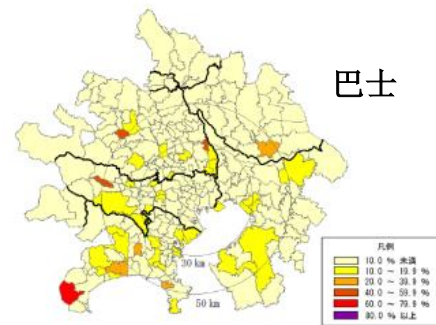 巴士
凡例
10.0 % 未満
10.0 ~ 19.9 %
20.0 ~ 39.9 %
40.0 ~ 59.9 %
60.0 ~ 79.9 %
80.0 % 以上
30 km
50 km